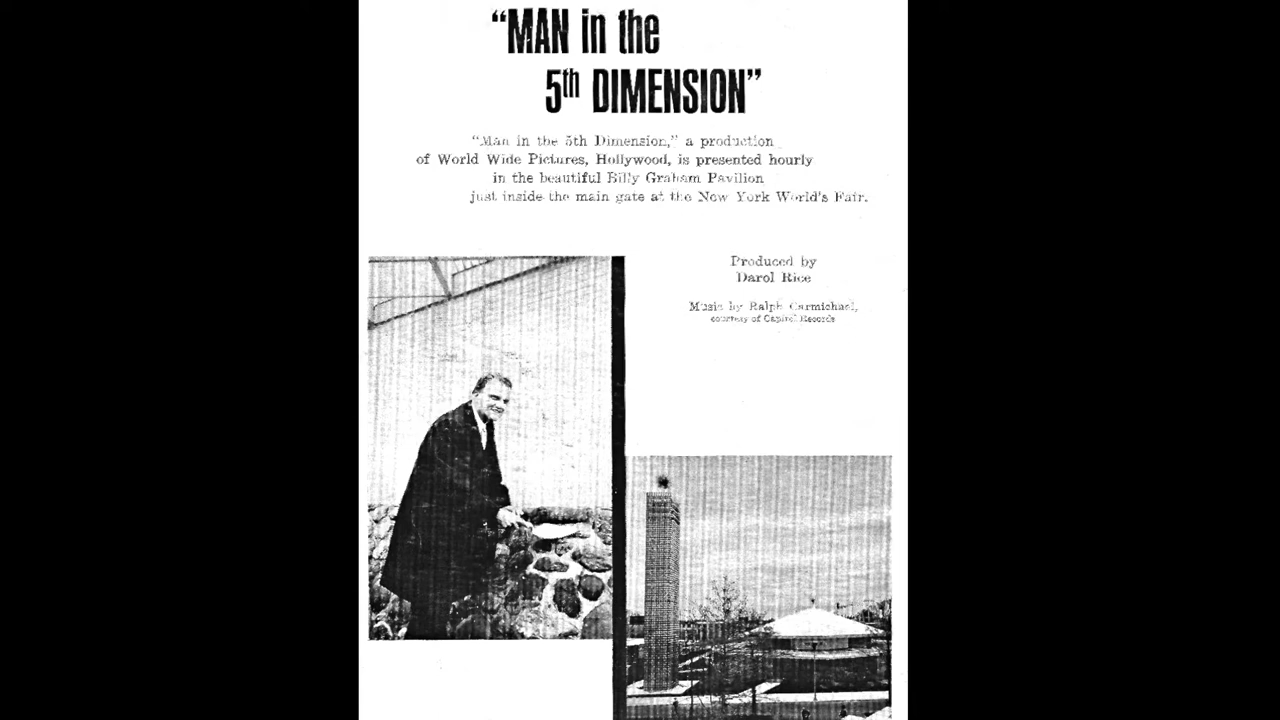 “MAN in the
5th DIMENSION”
“Man in the 5th Dimension,” a production
of World Wide Pictures, Hollywood, is presented hourly
in the beautiful Billy Graham Pavilion
just inside the main gate at the New York World's Fair.
Produced by
Darol Rice
Music by Ralph Carmichael,
courtesy of Capitol Records